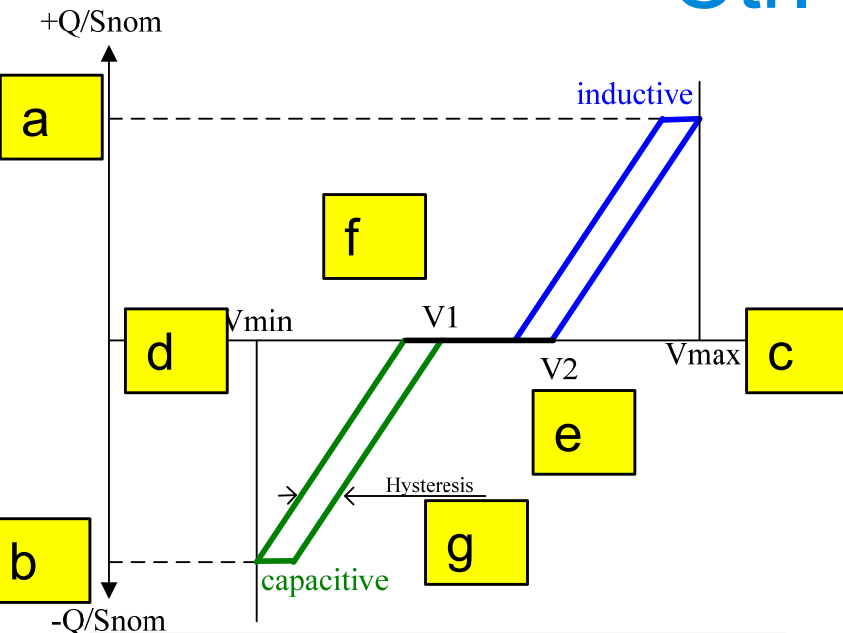 +Q/Snom
a
inductive
f
Vmin
V1
d
Vmax
c
V2
e
Hysteresis
g
b
capacitive
-Q/Snom